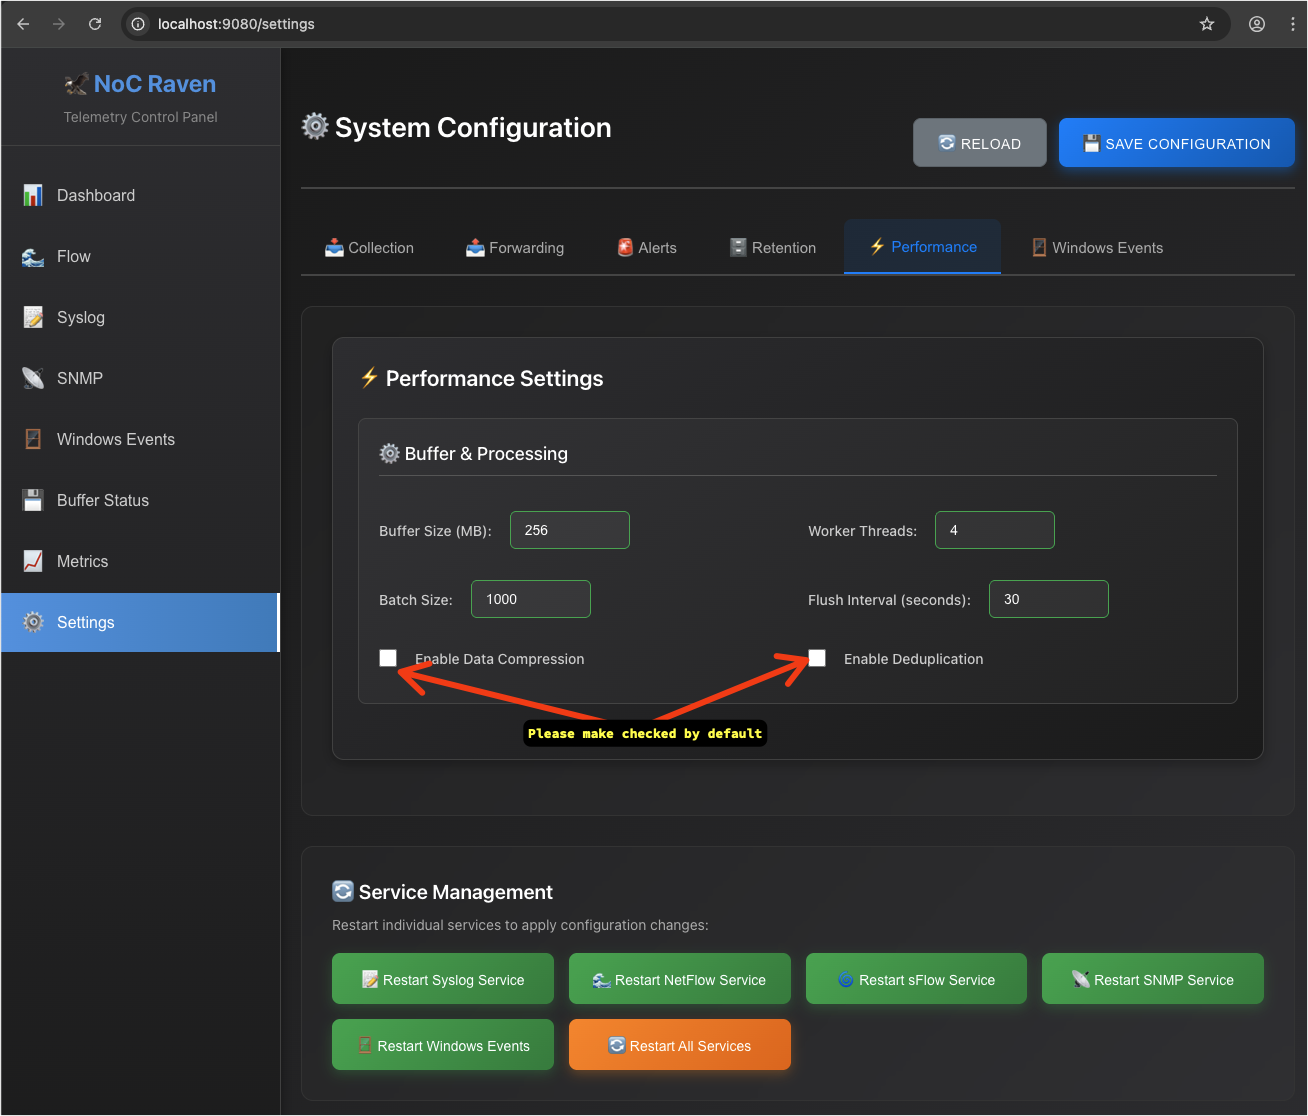 localhost:9080/settings
NoC Raven
Telemetry Control Panel
Dashboard
Flow
Syslog
SNMP
Windows Events
Buffer Status
Metrics
Settings
System Configuration
RELOAD
SAVE CONFIGURATION
Collection
Forwarding
Alerts
Retention
Performance
Windows Events
Performance Settings
Buffer & Processing
Buffer Size (MB):
256
Worker Threads:
4
Batch Size:
1000
Flush Interval (seconds):
30
Enable Data Compression
Enable Deduplication
Please make checked by default
Service Management
Restart individual services to apply configuration changes:
Restart Syslog Service
Restart NetFlow Service
Restart sFlow Service
Restart SNMP Service
Restart Windows Events
Restart All Services